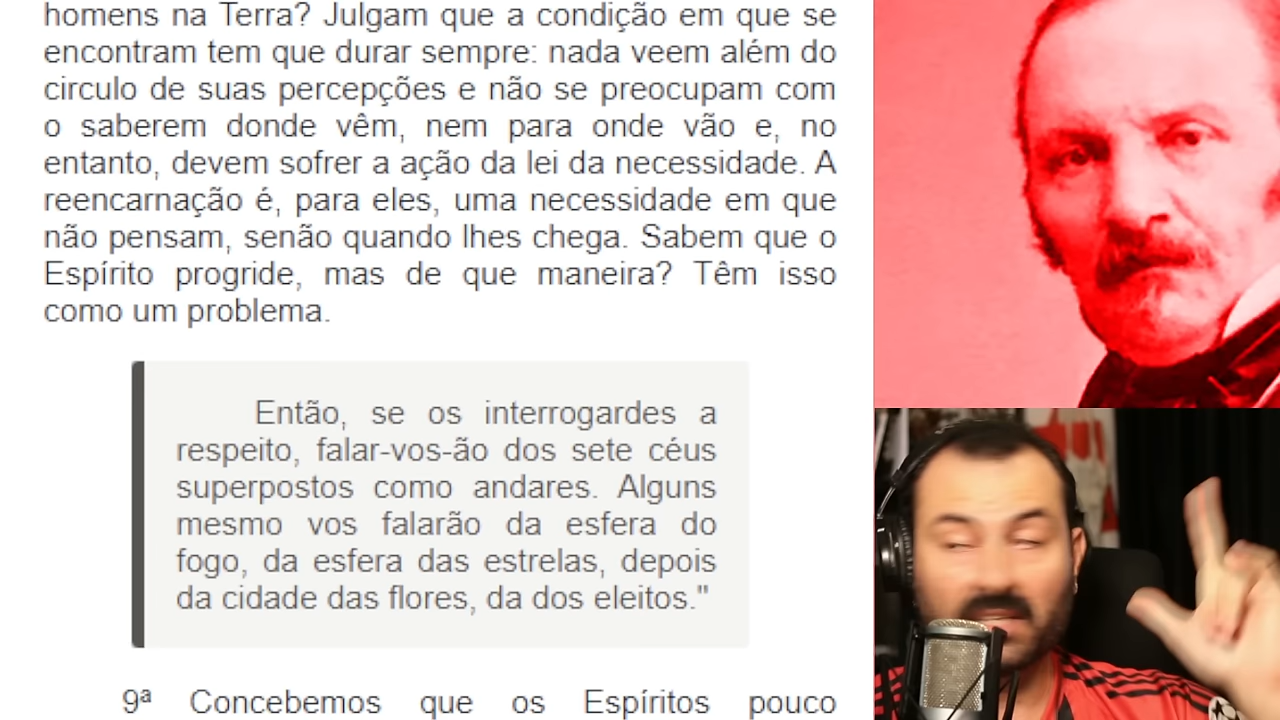 homens na Terra? Julgam que a condição em que se
encontram tem que durar sempre: nada veem além do
circulo de suas percepções e não se preocupam com
o saberem donde vêm, nem para onde vão e, no
entanto, devem sofrer a ação da lei da necessidade. A
reencarnação é, para eles, uma necessidade em que
não pensam, senão quando lhes chega. Sabem que o
Espírito progride, mas de que maneira? Têm isso
como um problema.
Então, se os interrogardes a
respeito, falar-vos-ão dos sete céus
superpostos como andares. Alguns
mesmo vos falarão da esfera do
fogo, da esfera das estrelas, depois
da cidade das flores, da dos eleitos."
9ª Concebemos que os Espíritos pouco